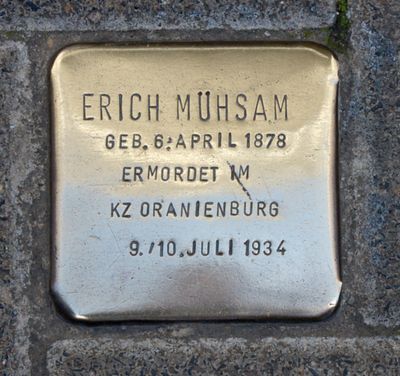 ERICH MÜHSAM
GEB. 6. APRIL 1878
ERMORDET IM
KZ ORANIENBURG
9./10. JULI 1934